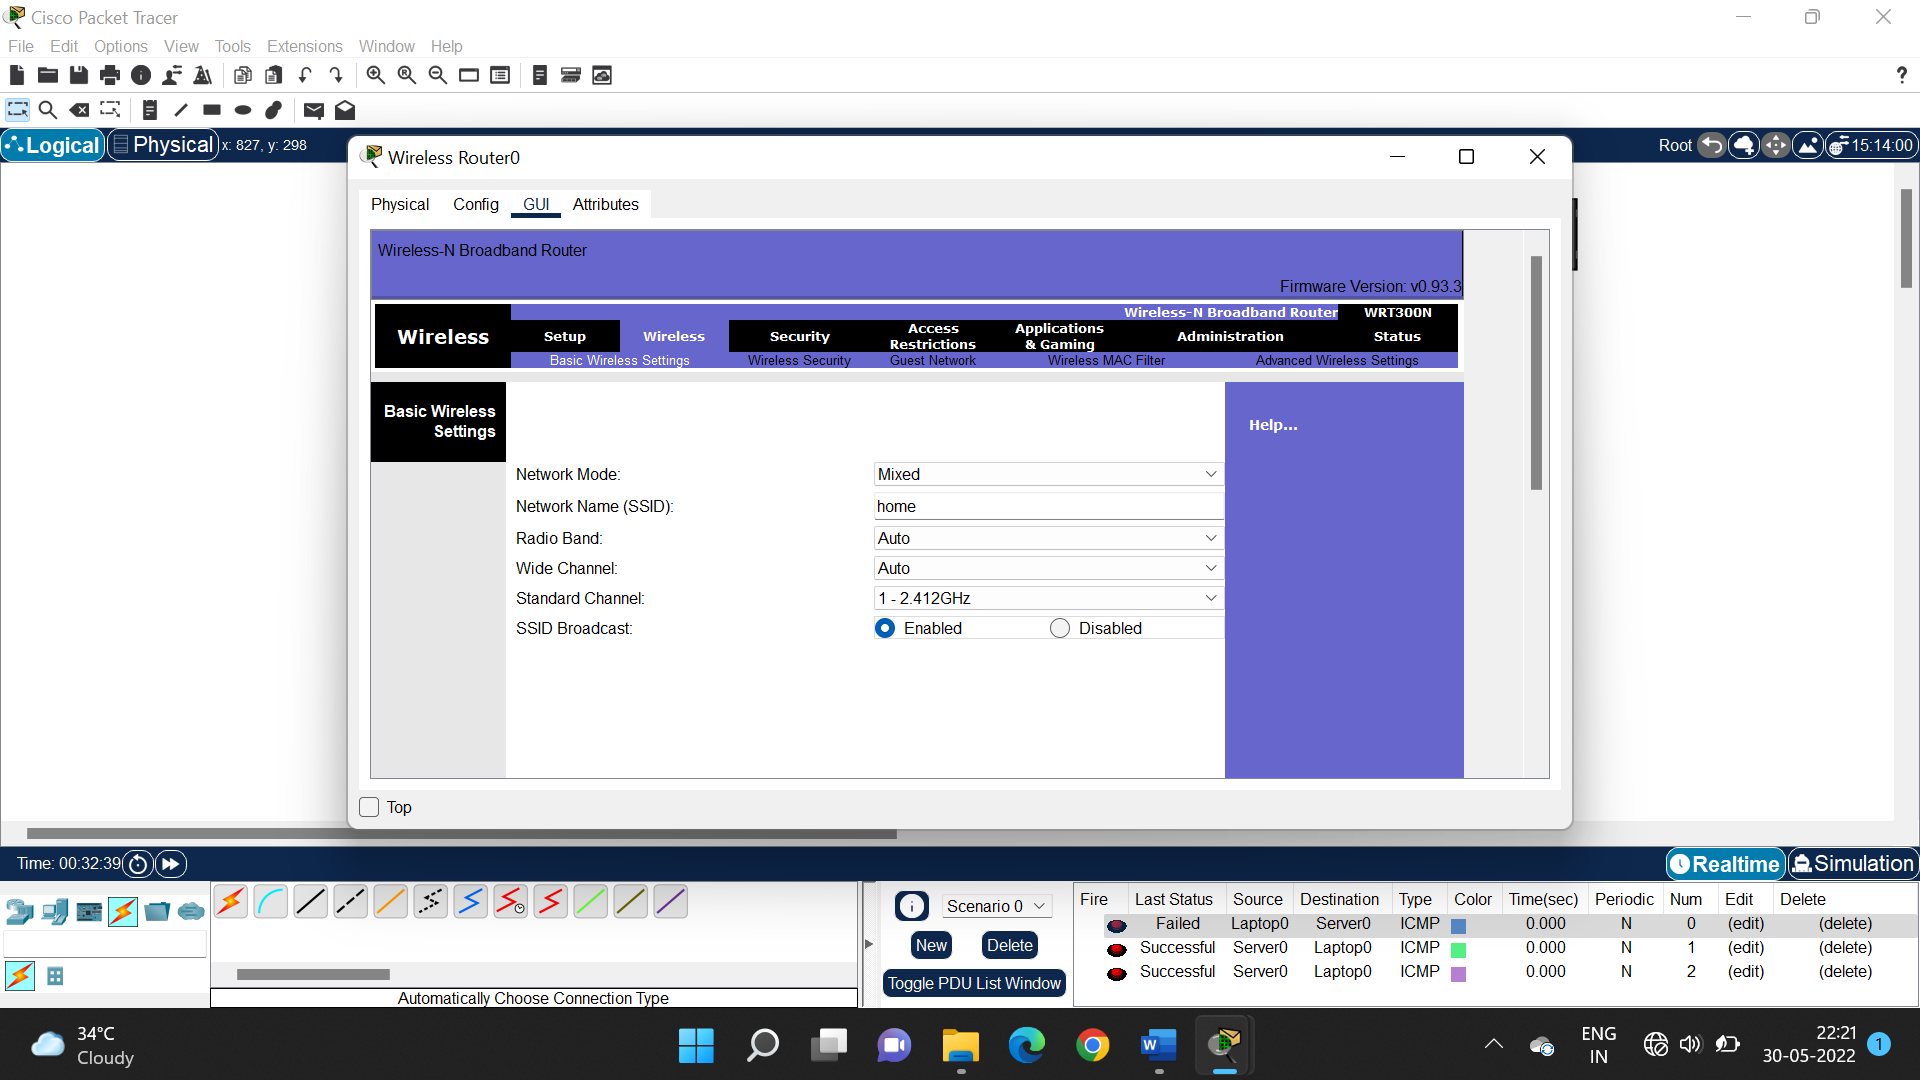 Cisco Packet Tracer
File Edit Options View Tools Extensions Window Help
?
Logical Physical x: 827, y: 298 Root 15:14:00
Wireless Router0
Physical Config GUI Attributes
Wireless-N Broadband Router
Firmware Version: v0.93.3
Wireless-N Broadband Router WRT300N
Wireless Setup Wireless Security Access Restrictions Applications & Gaming Administration Status
Basic Wireless Settings Wireless Security Guest Network Wireless MAC Filter Advanced Wireless Settings
Basic Wireless
Settings
Help...
Network Mode: Mixed
Network Name (SSID): home
Radio Band: Auto
Wide Channel: Auto
Standard Channel: 1 - 2.412GHz
SSID Broadcast: Enabled Disabled
Top
Time: 00:32:39 Realtime Simulation
Scenario 0
New Delete
Toggle PDU List Window
Automatically Choose Connection Type
Fire Last Status Source Destination Type Color Time(sec) Periodic Num Edit Delete
Failed Laptop0 Server0 ICMP 0.000 N 0 (edit) (delete)
Successful Server0 Laptop0 ICMP 0.000 N 1 (edit) (delete)
Successful Server0 Laptop0 ICMP 0.000 N 2 (edit) (delete)
34°C
Cloudy
W
ENG
IN
22:21
30-05-2022
1